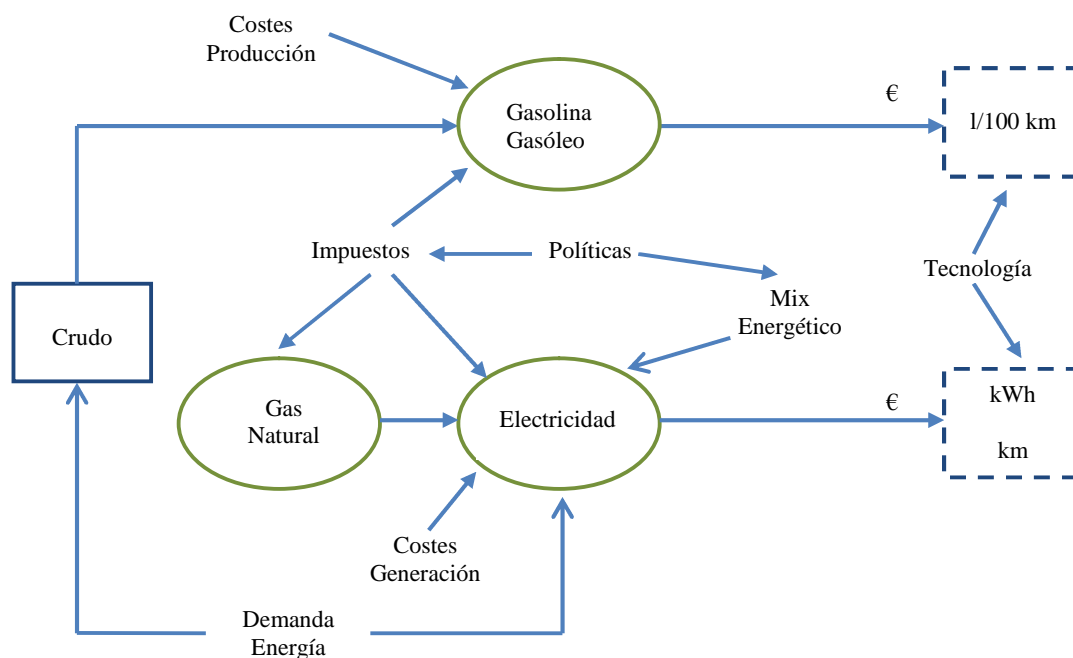 Costes
Producción
Gasolina
Gasóleo
€
l/100 km
Impuestos
Políticas
Tecnología
Mix
Energético
Crudo
Gas
Natural
Electricidad
€
kWh
km
Costes
Generación
Demanda
Energía